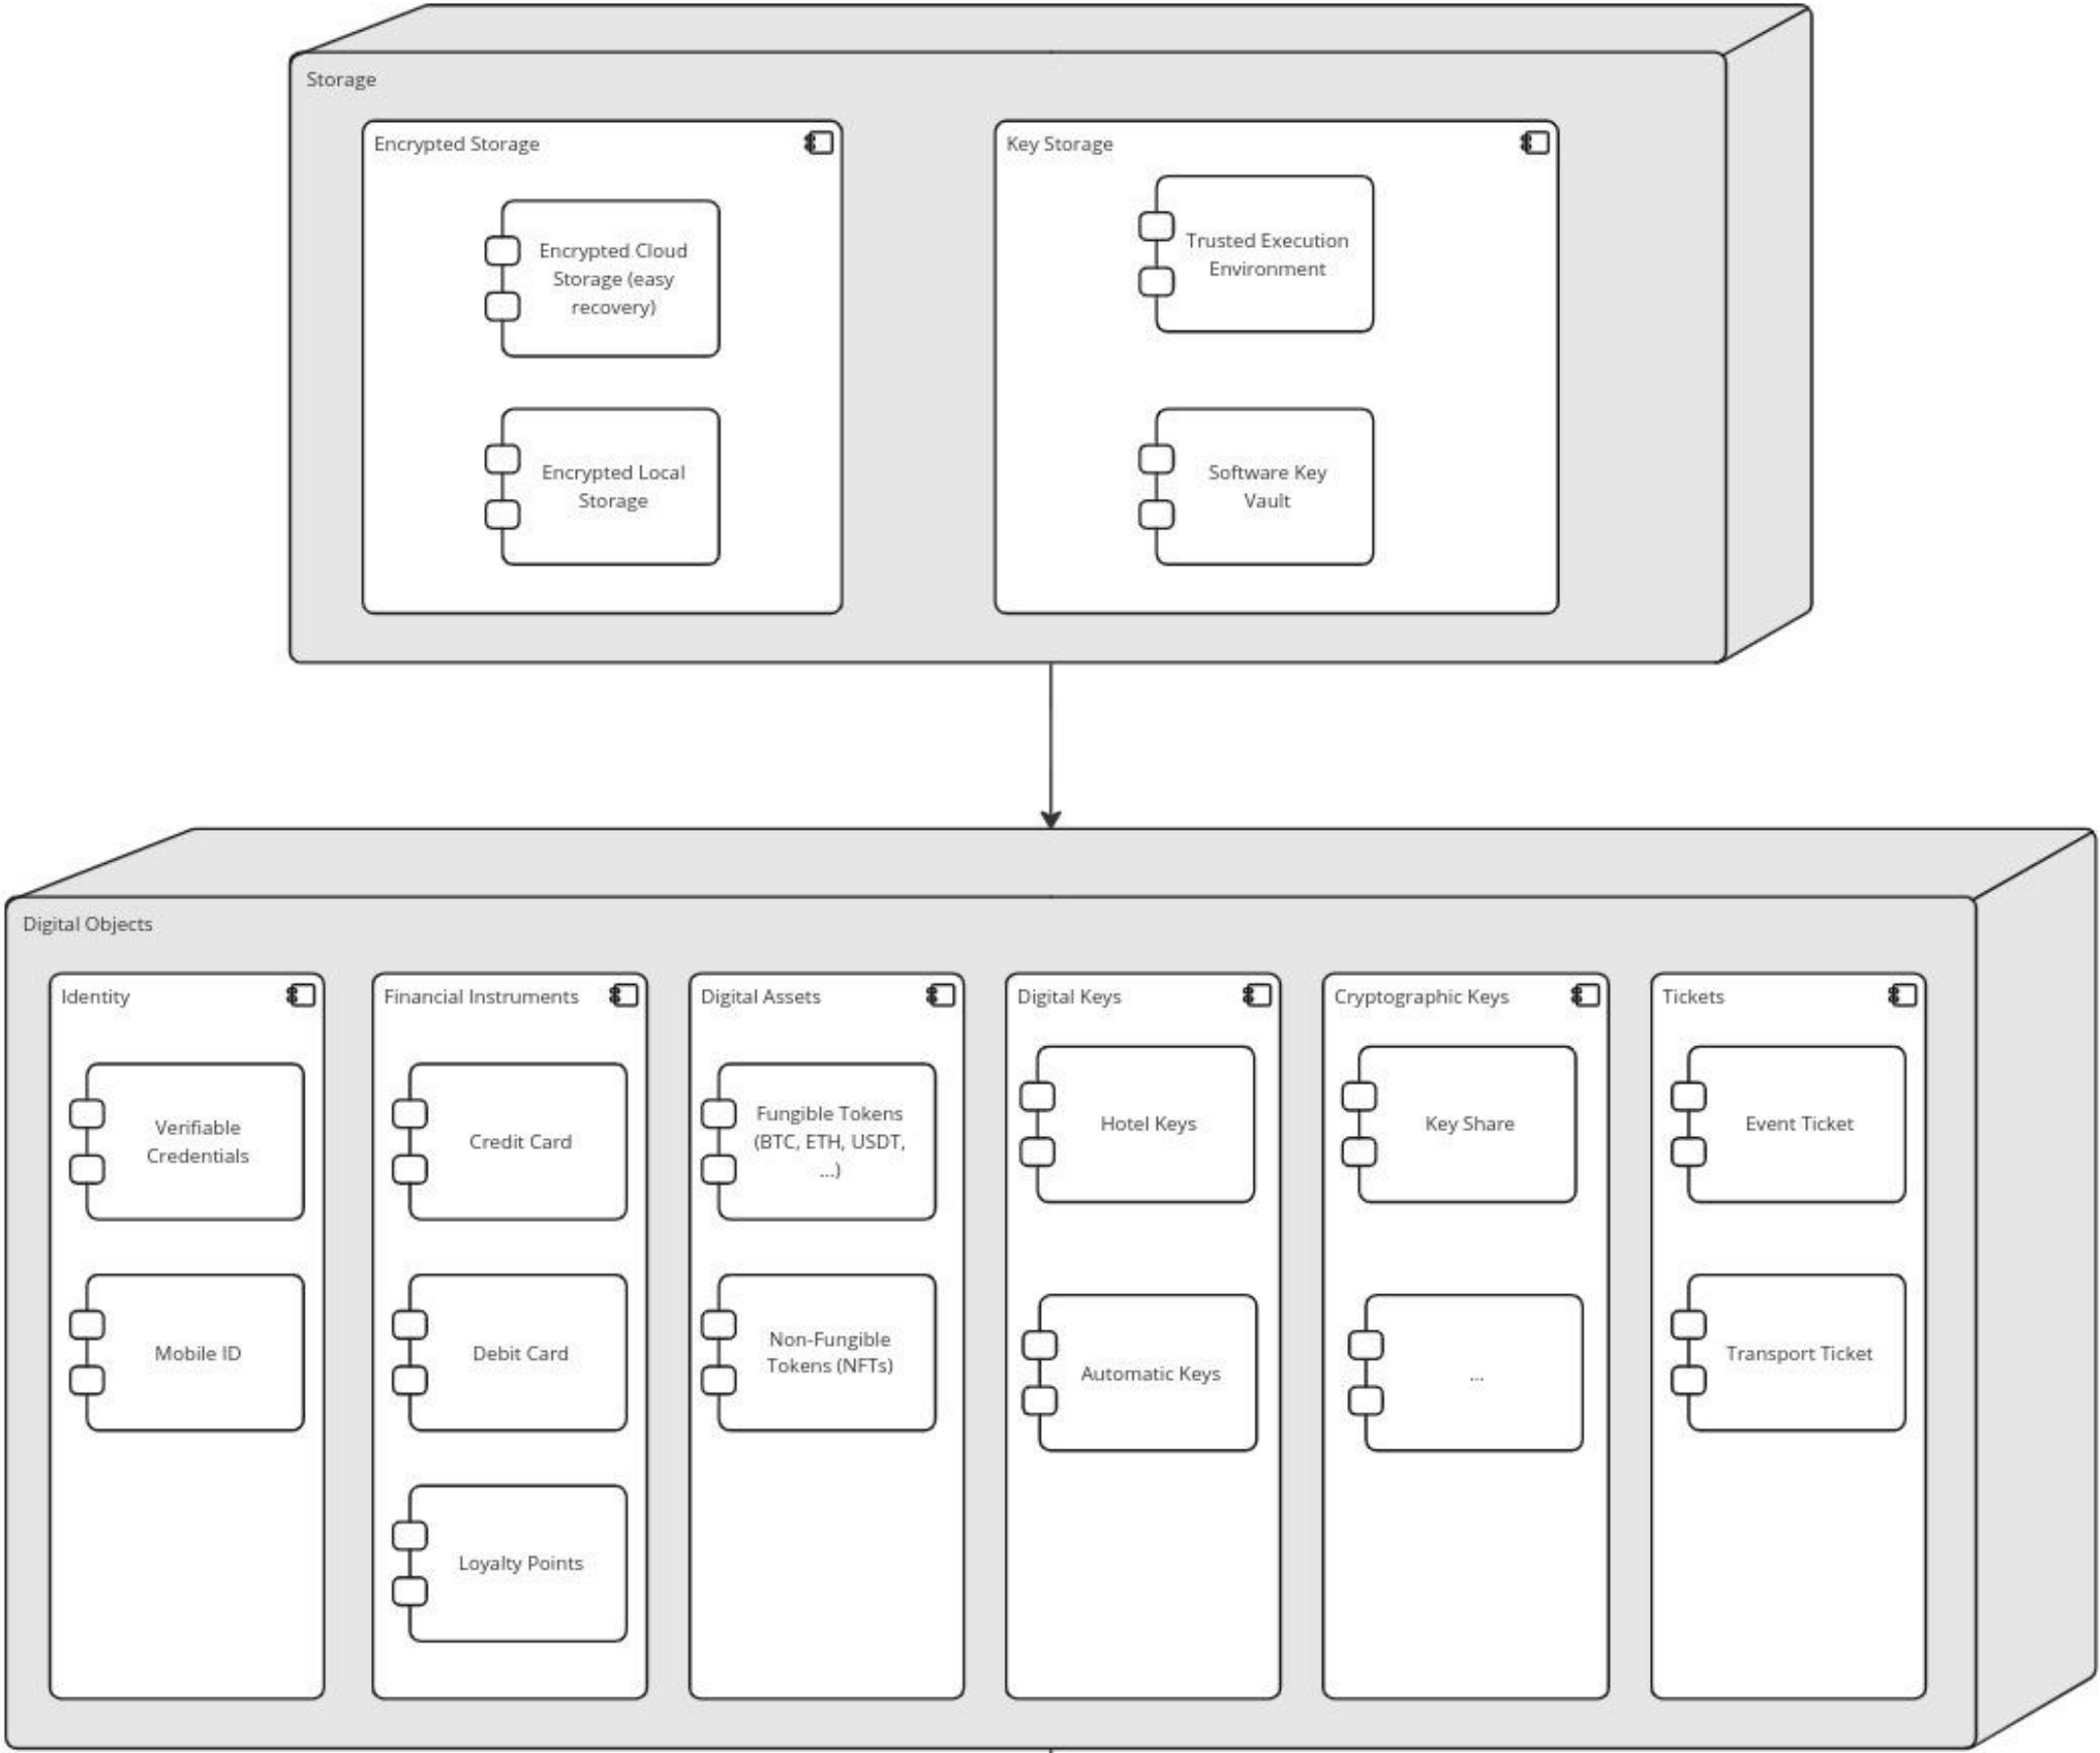 Storage
Encrypted Storage
Encrypted Cloud
Storage (easy
recovery)
Encrypted Local
Storage
Key Storage
Trusted Execution
Environment
Software Key
Vault
Digital Objects
Identity
Verifiable
Credentials
Mobile ID
Financial Instruments
Credit Card
Debit Card
Loyalty Points
Digital Assets
Fungible Tokens
(BTC, ETH, USDT,
...)
Non-Fungible
Tokens (NFTs)
Digital Keys
Hotel Keys
Automatic Keys
Cryptographic Keys
Key Share
...
Tickets
Event Ticket
Transport Ticket